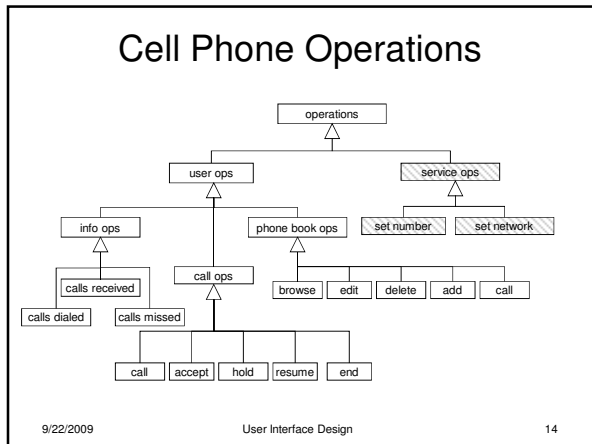 Cell Phone Operations
operations
user ops
service ops
info ops
phone book ops
set number
set network
call ops
calls received
browse
edit
delete
add
call
calls dialed
calls missed
call
accept
hold
resume
end
9/22/2009
User Interface Design
14